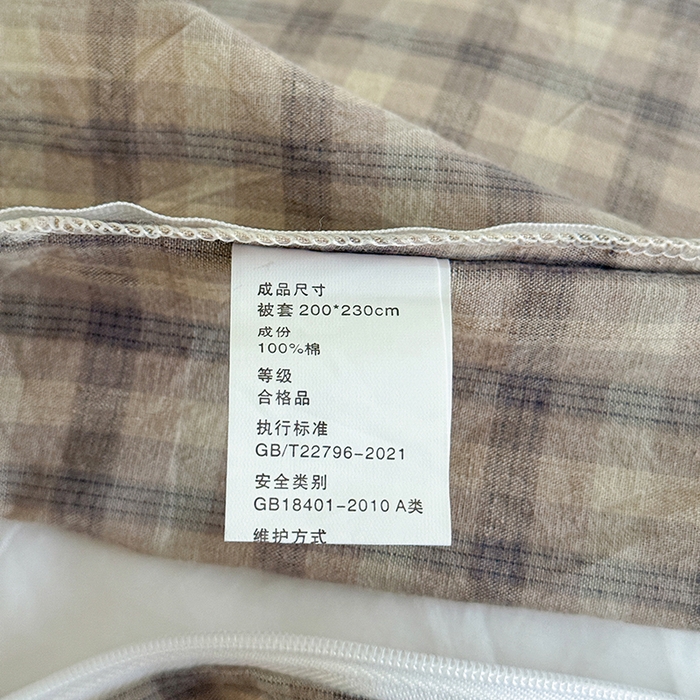 成品尺寸
被套 200*230cm
成份
100%棉
等级
合格品
执行标准
GB/T22796-2021
安全类别
GB18401-2010 A类
维护方式